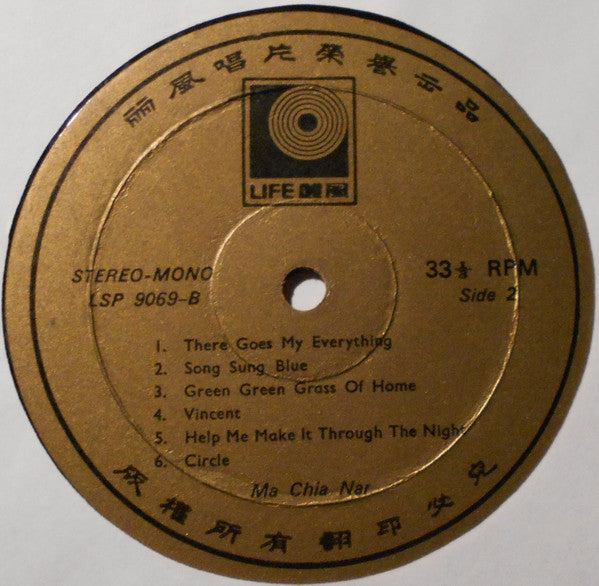 丽風唱片榮誉出品
LIFE 麗風
STEREO-MONO
LSP 9069-B
33⅓ RPM
Side 2
1. There Goes My Everything
2. Song Sung Blue
3. Green Green Grass Of Home
4. Vincent
5. Help Me Make It Through The Night
6. Circle
Ma Chia Nar
版權所有翻印必究